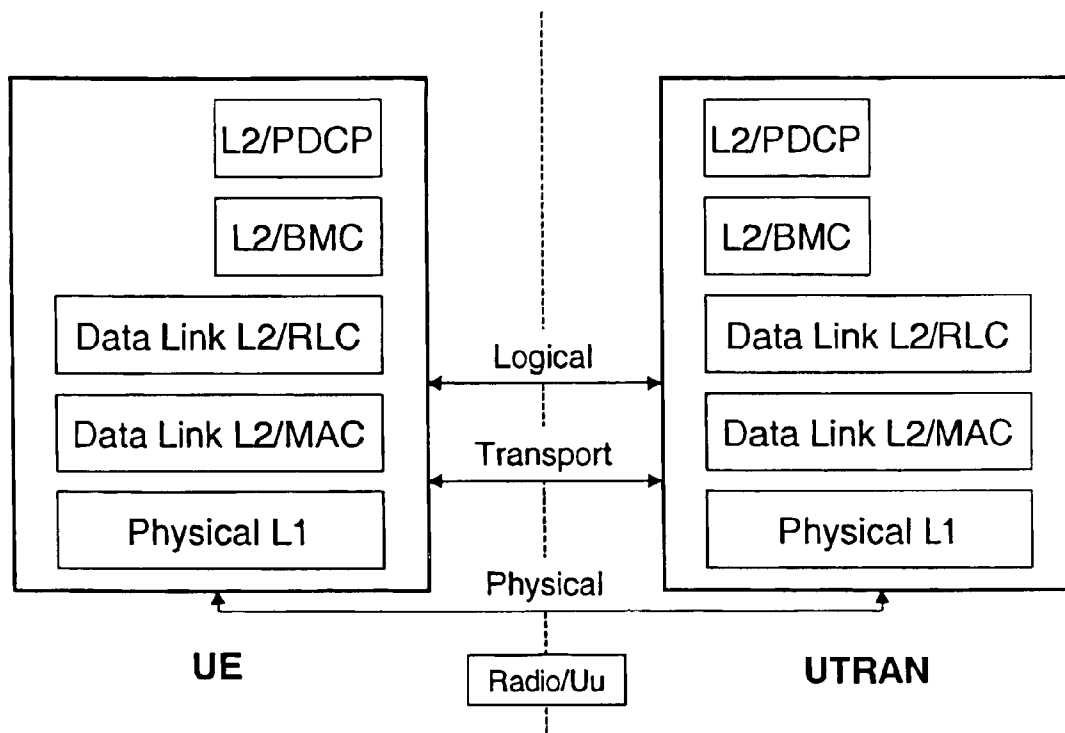 L2/PDCP
L2/BMC
Data Link L2/RLC
Data Link L2/MAC
Physical L1
UE
Logical
Transport
Physical
Radio/Uu
L2/PDCP
L2/BMC
Data Link L2/RLC
Data Link L2/MAC
Physical L1
UTRAN